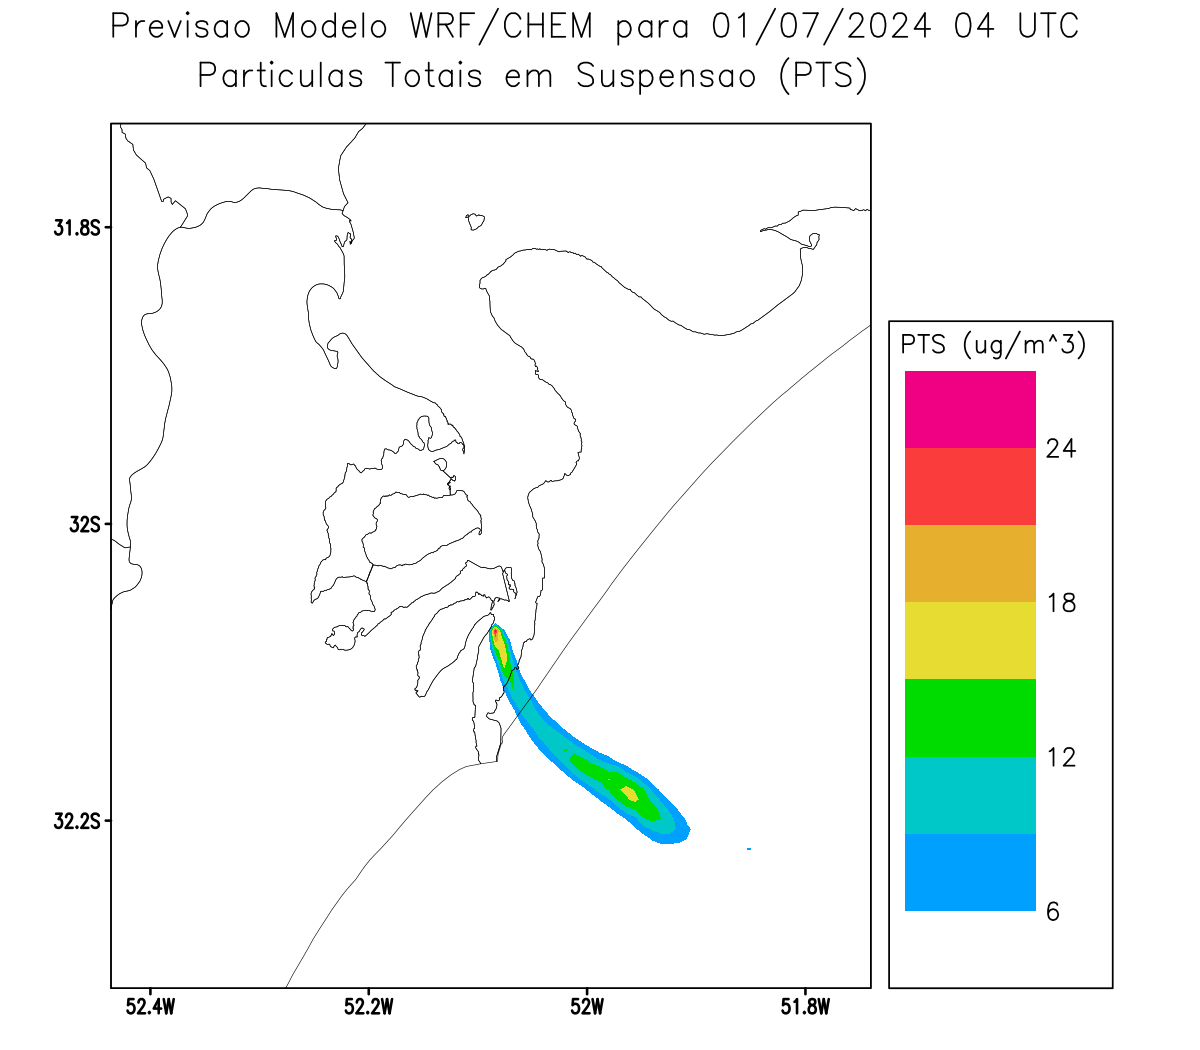 Previsao Modelo WRF/CHEM para 01/07/2024 04 UTC
Particulas Totais em Suspensao (PTS)
31.8S
32S
32.2S
52.4W 52.2W 52W 51.8W
PTS (ug/m^3)
24
18
12
6